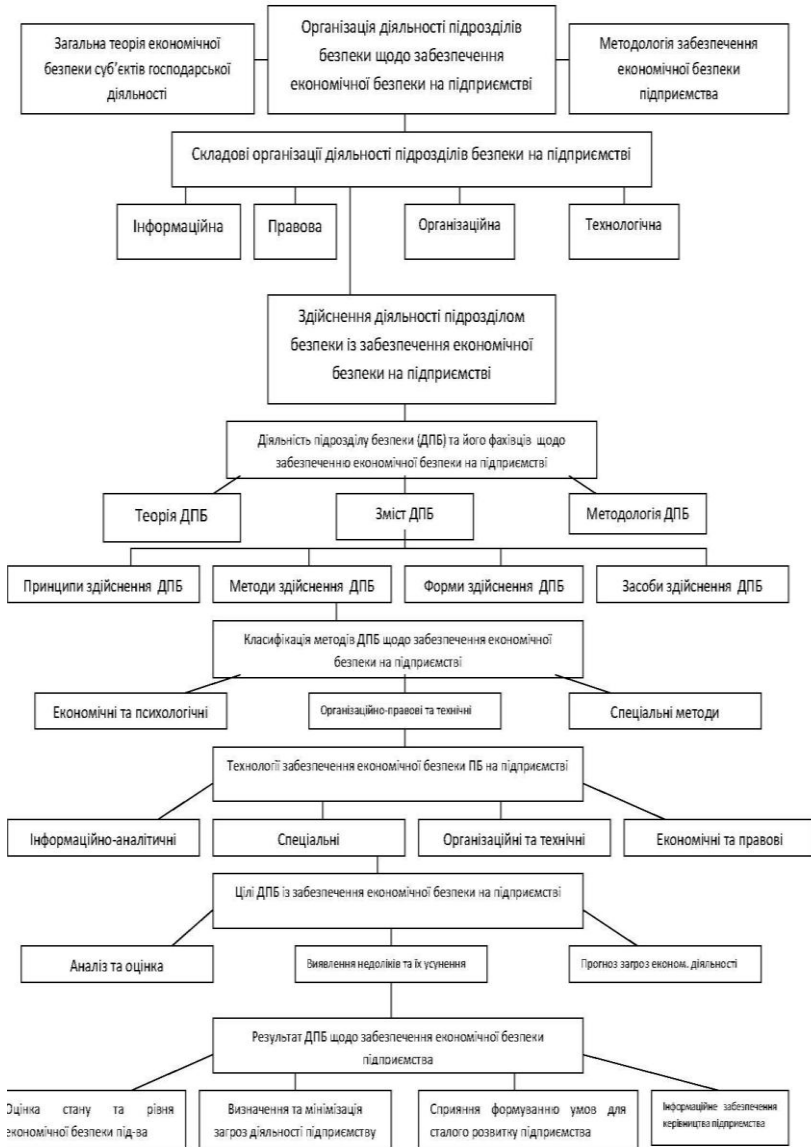 Загальна теорія економічної
безпеки суб'єктів господарської
діяльності
Організація діяльності підрозділів
безпеки щодо забезпечення
економічної безпеки на підприємстві
Методологія забезпечення
економічної безпеки
підприємства
Складові організації діяльності підрозділів безпеки на підприємстві
Інформаційна
Правова
Організаційна
Технологічна
Здійснення діяльності підрозділом
безпеки із забезпечення економічної
безпеки на підприємстві
Діяльність підрозділу безпеки (ДПБ) та його фахівців щодо
забезпеченню економічної безпеки на підприємстві
Теорія ДПБ
Зміст ДПБ
Методологія ДПБ
Принципи здійснення ДПБ
Методи здійснення ДПБ
Форми здійснення ДПБ
Засоби здійснення ДПБ
Класифікація методів ДПБ щодо забезпечення економічної
безпеки на підприємстві
Економічні та психологічні
Організаційно-правові та технічні
Спеціальні методи
Технології забезпечення економічної безпеки ПБ на підприємстві
Інформаційно-аналітичні
Спеціальні
Організаційні та технічні
Економічні та правові
Цілі ДПБ із забезпечення економічної безпеки на підприємстві
Аналіз та оцінка
Виявлення недоліків та їх усунення
Прогноз загроз економ. діяльності
Результат ДПБ щодо забезпечення економічної безпеки
підприємства
Оцінка стану та рівня
економічної безпеки під-ва
Визначення та мінімізація
загроз діяльності підприємству
Сприяння формуванню умов для
сталого розвитку підприємства
Інформаційне забезпечення
керівництва підприємства